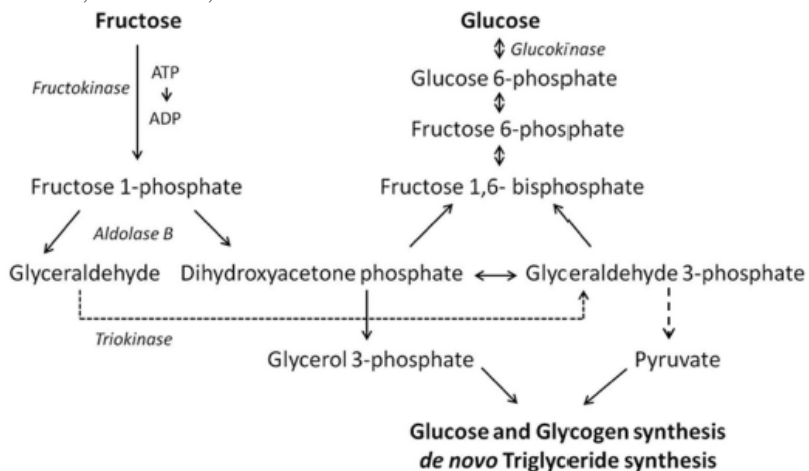 Fructose
Glucose
Glucokinase
Glucose 6-phosphate
Fructokinase
ATP
ADP
Fructose 6-phosphate
Fructose 1-phosphate
Fructose 1,6- bisphosphate
Aldolase B
Glyceraldehyde
Dihydroxyacetone phosphate
Glyceraldehyde 3-phosphate
Triokinase
Glycerol 3-phosphate
Pyruvate
Glucose and Glycogen synthesis
de novo Triglyceride synthesis